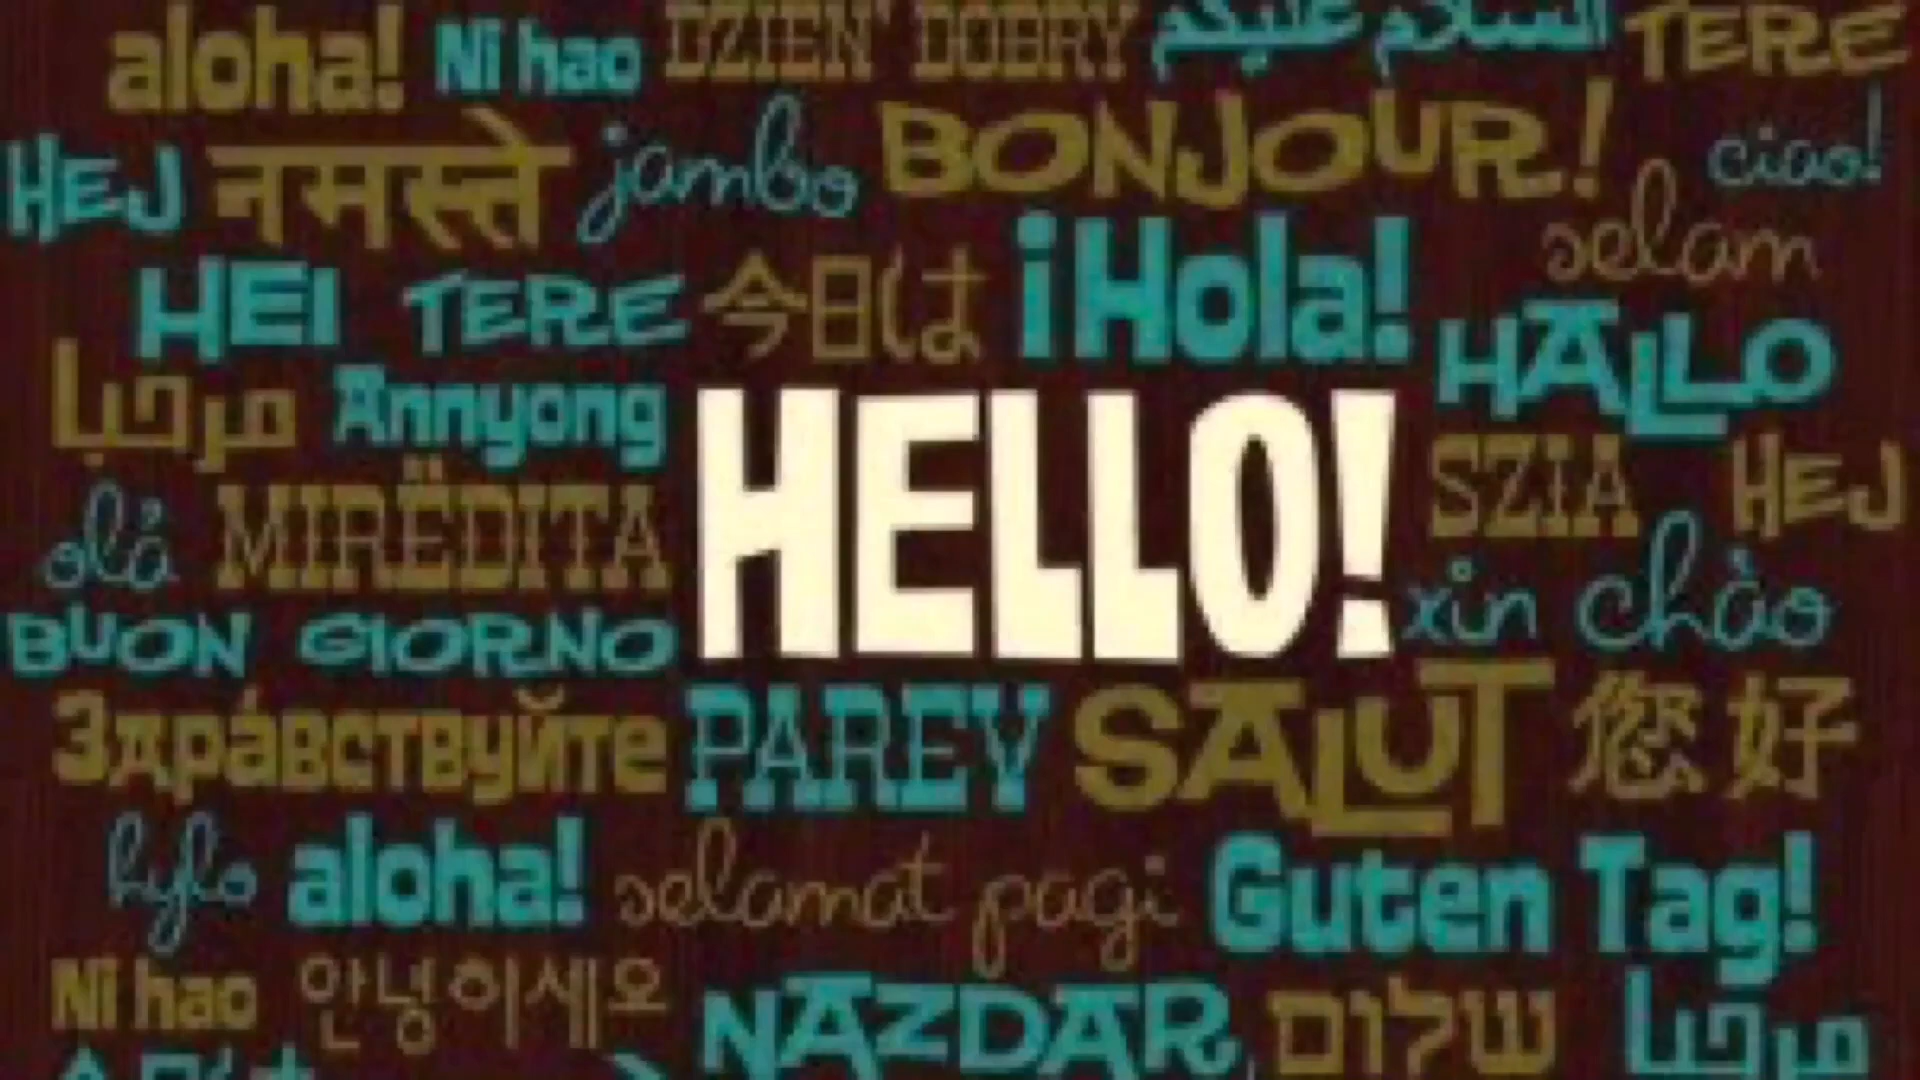 aloha! Ni hao DZIEN' DOBRY السلام عليكم TERE
HEJ नमस्ते jambo BONJOUR! ciao!
selam
HEI TERE 今日は ¡Hola! HALLO
مرحبا Annyong HELLO! SZIA HEJ
olá MIRËDITA xin chào
BUON GIORNO
Здра́вствуйте PAREV SALUT 您好
aloha! selamat pagi Guten Tag!
Ni hao 안녕하세요 NAZDAR שלום مرحبا